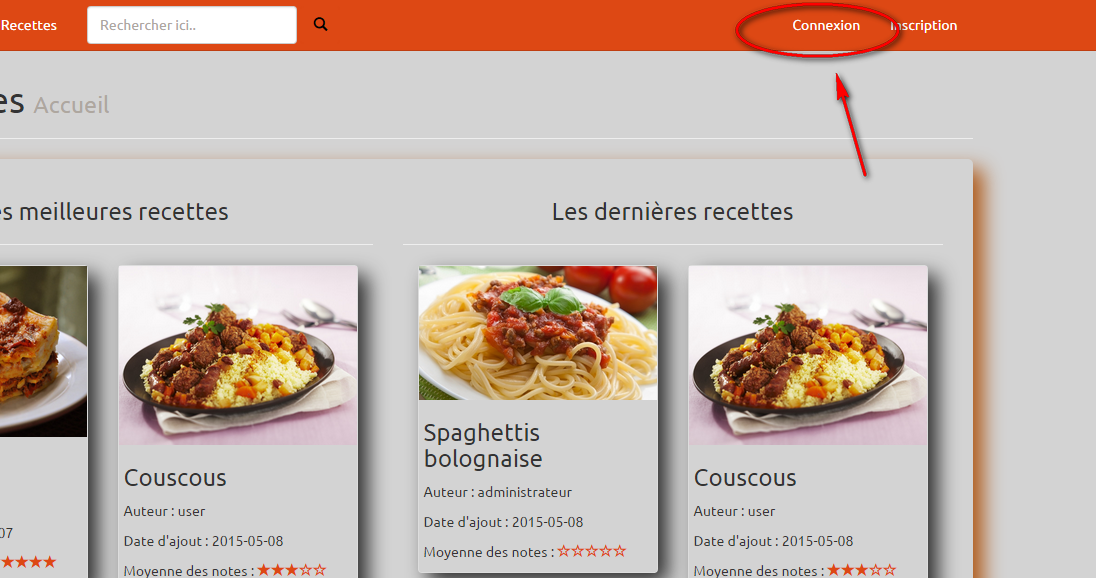 Recettes
Rechercher ici..
Connexion
Inscription
es Accueil
es meilleures recettes
Les dernières recettes
07
Couscous
Auteur : user
Date d'ajout : 2015-05-08
Moyenne des notes : ★★★☆☆
Spaghettis
bolognaise
Auteur : administrateur
Date d'ajout : 2015-05-08
Moyenne des notes : ☆☆☆☆☆
Couscous
Auteur : user
Date d'ajout : 2015-05-08
Moyenne des notes : ★★★☆☆